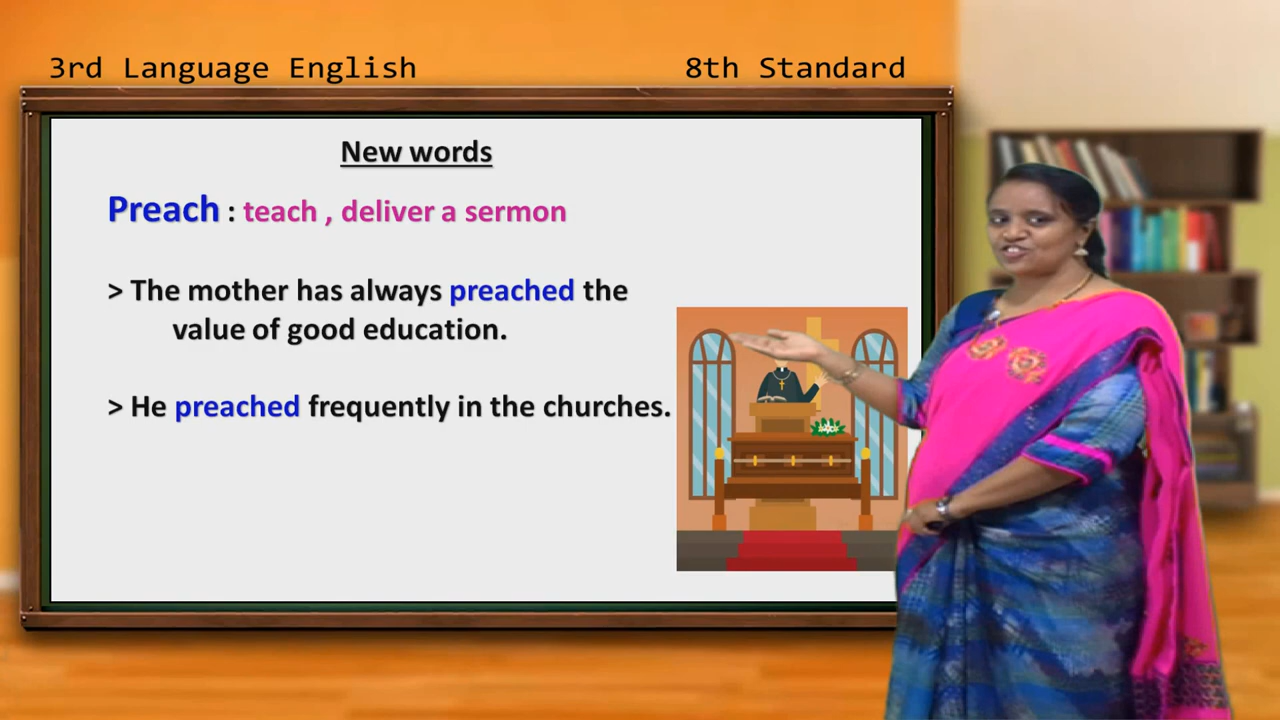 3rd Language English
8th Standard
New words
Preach : teach , deliver a sermon
> The mother has always preached the
value of good education.
> He preached frequently in the churches.